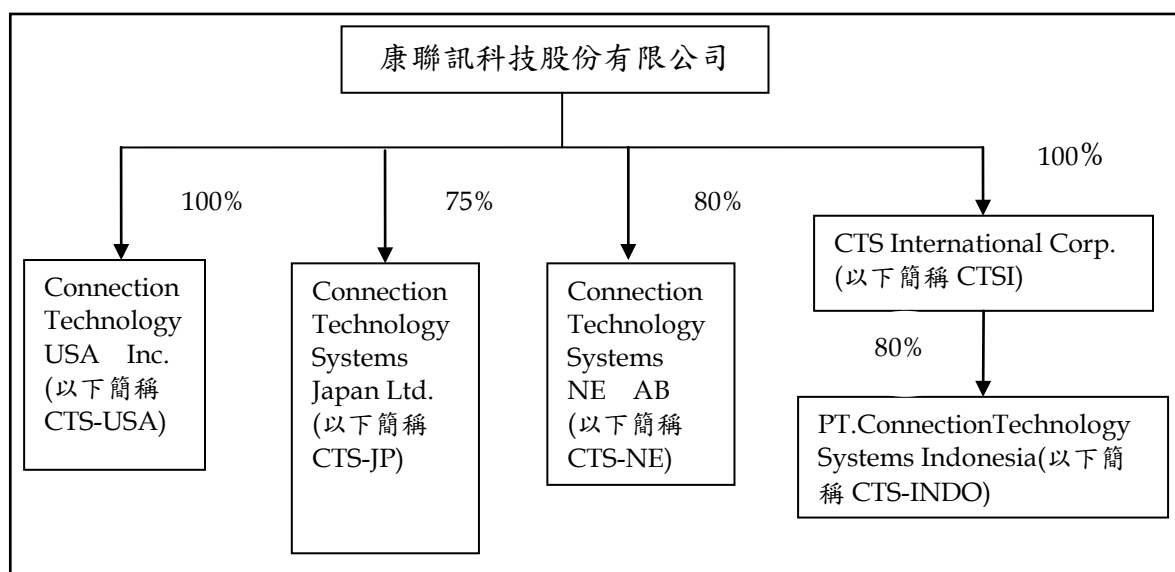 康聯訊科技股份有限公司
100%
75%
80%
100%
Connection
Technology
USA Inc.
(以下簡稱
CTS-USA)
Connection
Technology
Systems
Japan Ltd.
(以下簡稱
CTS-JP)
Connection
Technology
Systems
NE AB
(以下簡稱
CTS-NE)
CTS International Corp.
(以下簡稱 CTSI)
80%
PT.ConnectionTechnology
Systems Indonesia(以下簡
稱 CTS-INDO)